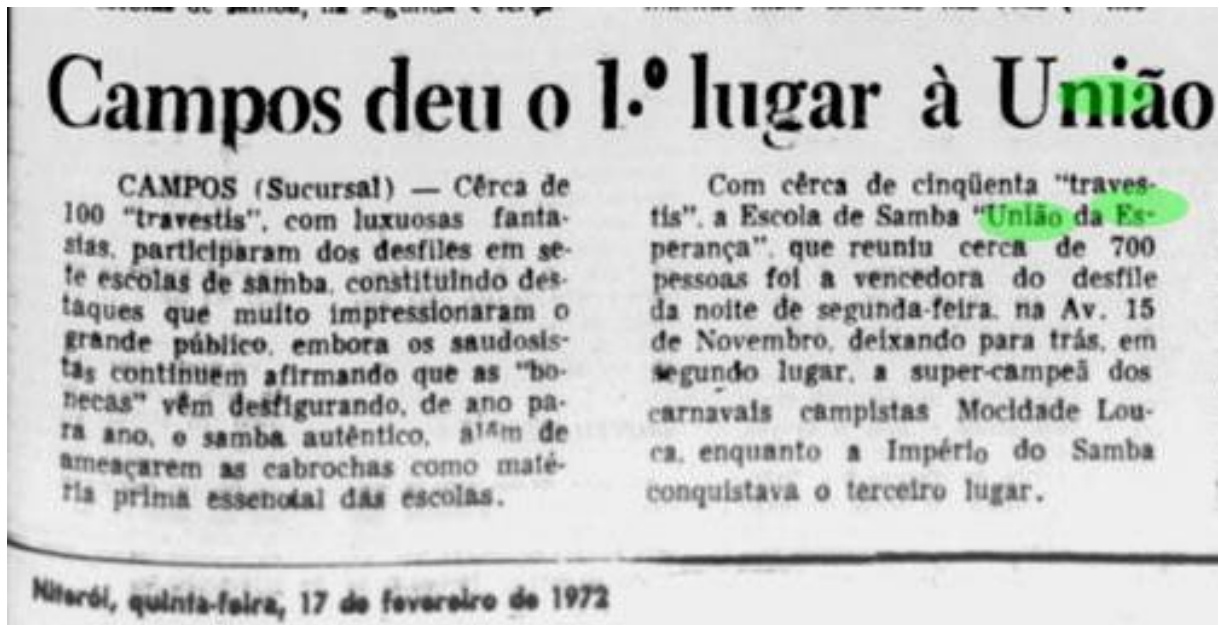 Campos deu o 1.º lugar à União
CAMPOS (Sucursal) — Cêrca de
100 "travestis", com luxuosas fanta-
sias, participaram dos desfiles em se-
te escolas de samba, constituindo des-
taques que muito impressionaram o
grande público, embora os saudosis-
tas continuem afirmando que as "bo-
necas" vêm desfigurando, de ano pa-
ra ano, o samba autêntico, além de
ameaçarem as cabrochas como maté-
ria prima essencial das escolas.
Com cêrca de cinqüenta "traves-
tis", a Escola de Samba "União da Es-
perança", que reuniu cerca de 700
pessoas foi a vencedora do desfile
da noite de segunda-feira, na Av. 15
de Novembro, deixando para trás, em
segundo lugar, a super-campeã dos
carnavais campistas Mocidade Lou-
ca, enquanto a Império do Samba
conquistava o terceiro lugar.
Niterói, quinta-feira, 17 de fevereiro de 1972